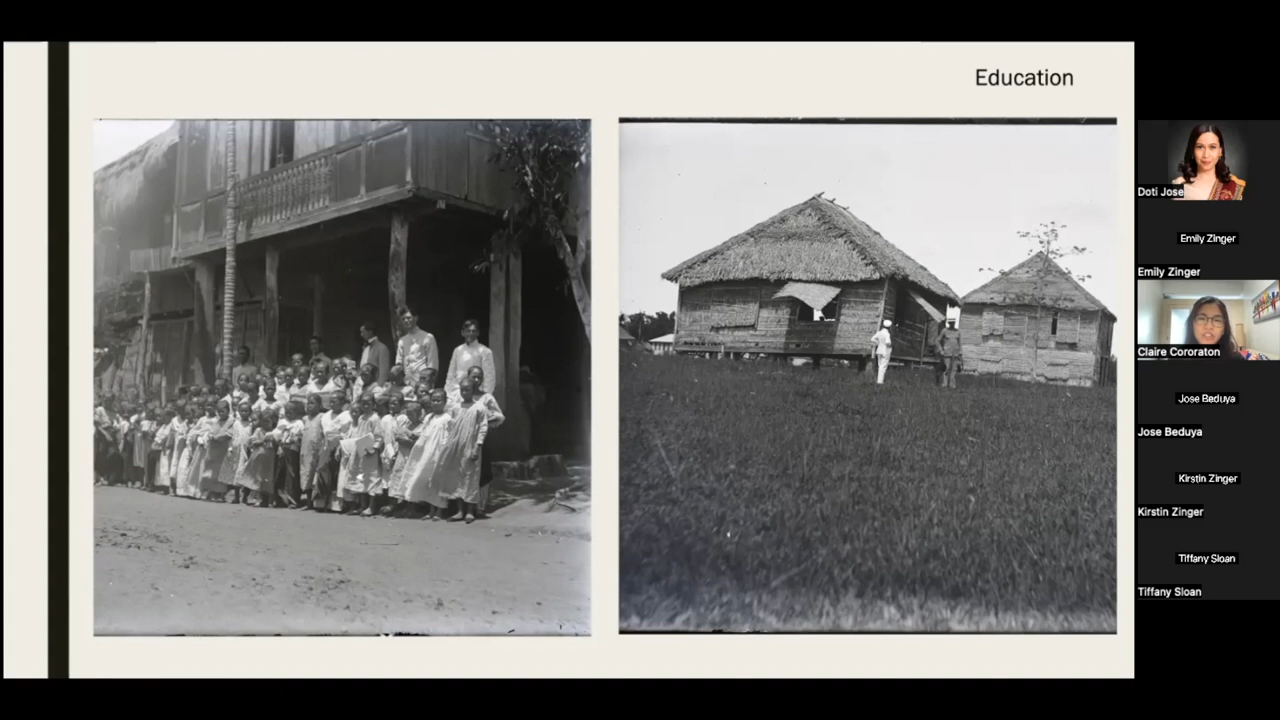 Education
Doti Jose
Emily Zinger
Emily Zinger
Claire Cororaton
Jose Beduya
Jose Beduya
Kirstin Zinger
Kirstin Zinger
Tiffany Sloan
Tiffany Sloan